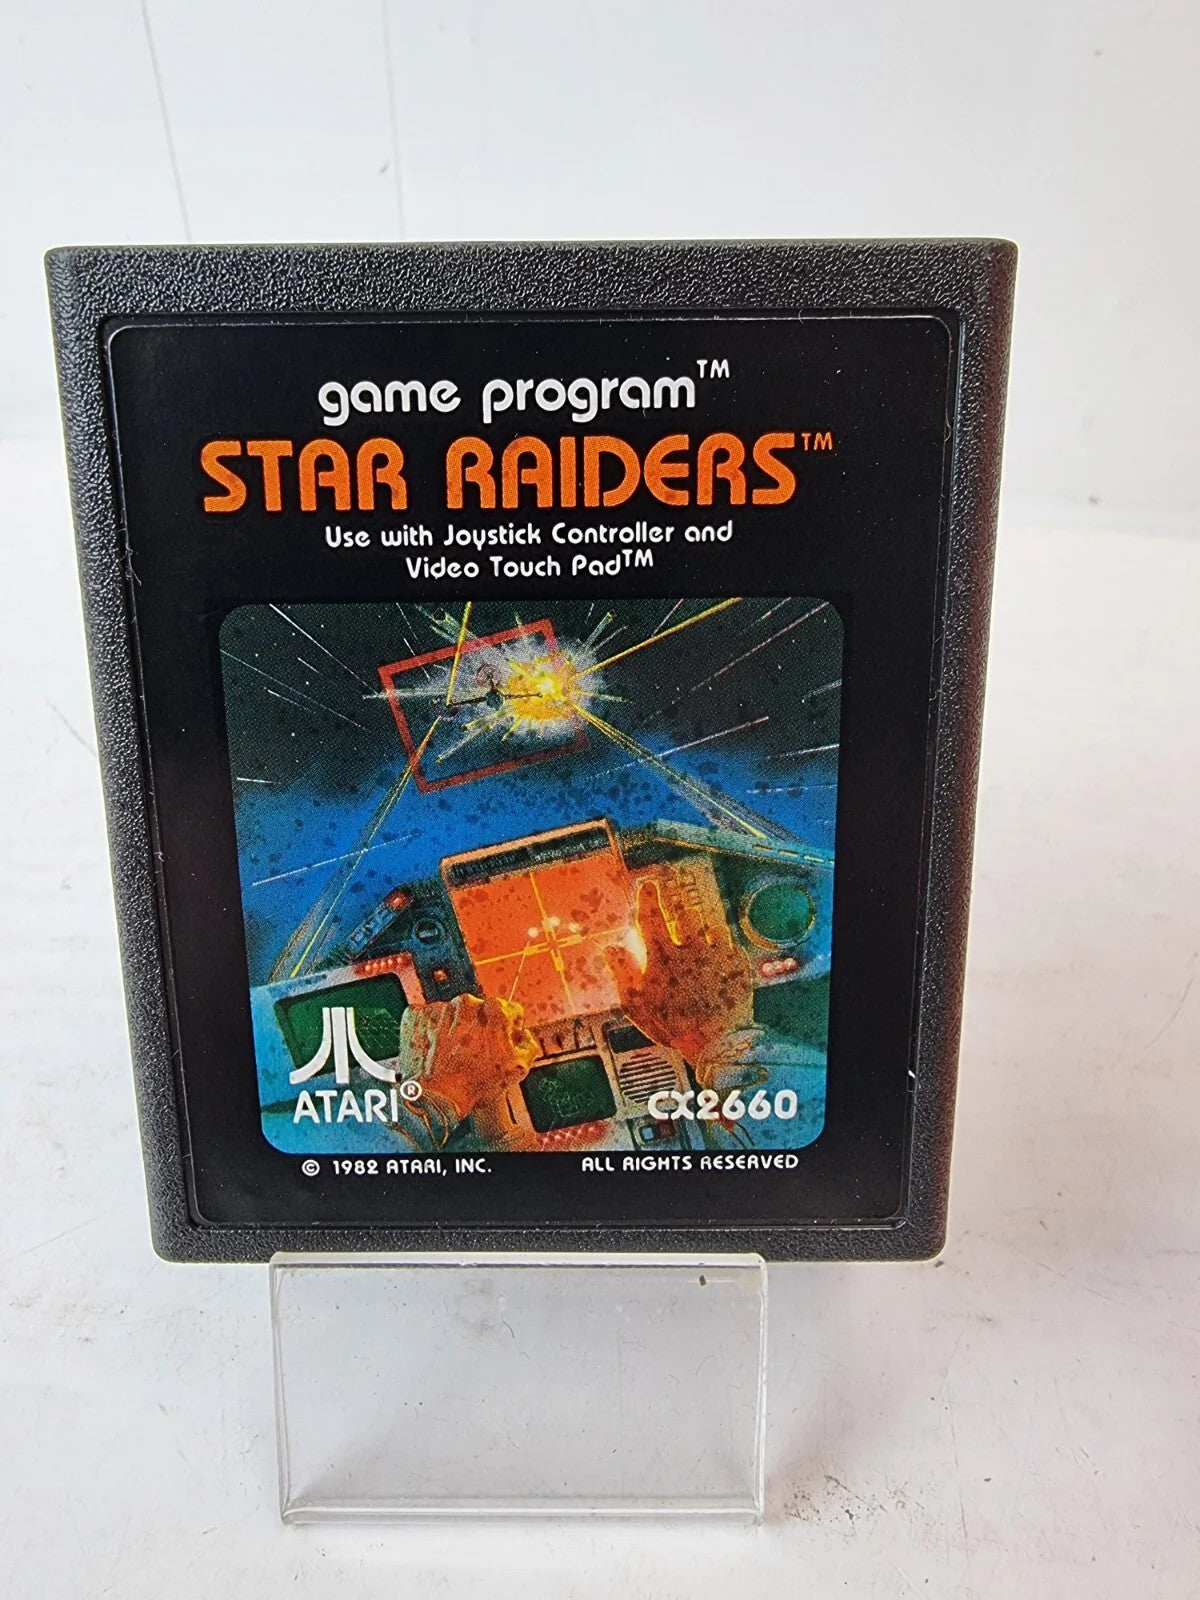 game program™
STAR RAIDERS™
Use with Joystick Controller and
Video Touch Pad™
ATARI®
CX2660
© 1982 ATARI, INC.
ALL RIGHTS RESERVED